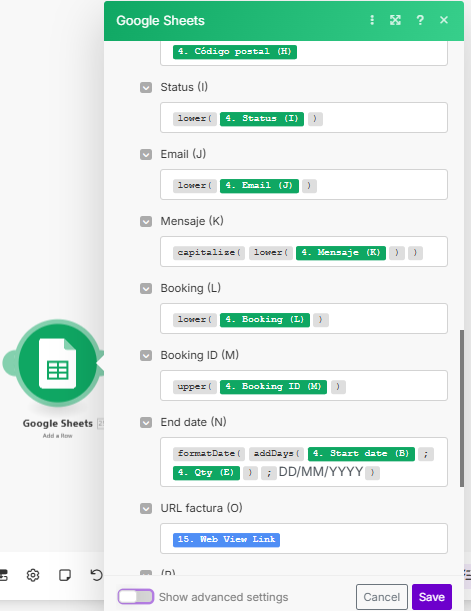 Google Sheets
4. Código postal (H)
Status (I)
lower( 4. Status (I) )
Email (J)
lower( 4. Email (J) )
Mensaje (K)
capitalize( lower( 4. Mensaje (K) ) )
Booking (L)
lower( 4. Booking (L) )
Booking ID (M)
upper( 4. Booking ID (M) )
End date (N)
formatDate( addDays( 4. Start date (B) ;
4. Qty (E) ) ; DD/MM/YYYY )
URL factura (O)
15. Web View Link
Google Sheets
Add a Row
Show advanced settings
Cancel
Save